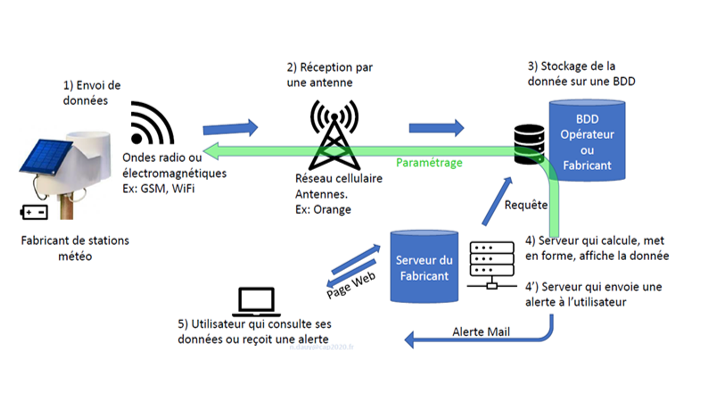 1) Envoi de
données
2) Réception par
une antenne
3) Stockage de la
donnée sur une BDD
BDD
Opérateur
ou
Fabricant
Ondes radio ou
électromagnétiques
Ex: GSM, WiFi
Paramétrage
Réseau cellulaire
Antennes.
Ex: Orange
Fabricant de stations
météo
Requête
Serveur du
Fabricant
4) Serveur qui calcule, met
en forme, affiche la donnée
4') Serveur qui envoie une
alerte à l'utilisateur
Page Web
5) Utilisateur qui consulte ses
données ou reçoit une alerte
Alerte Mail